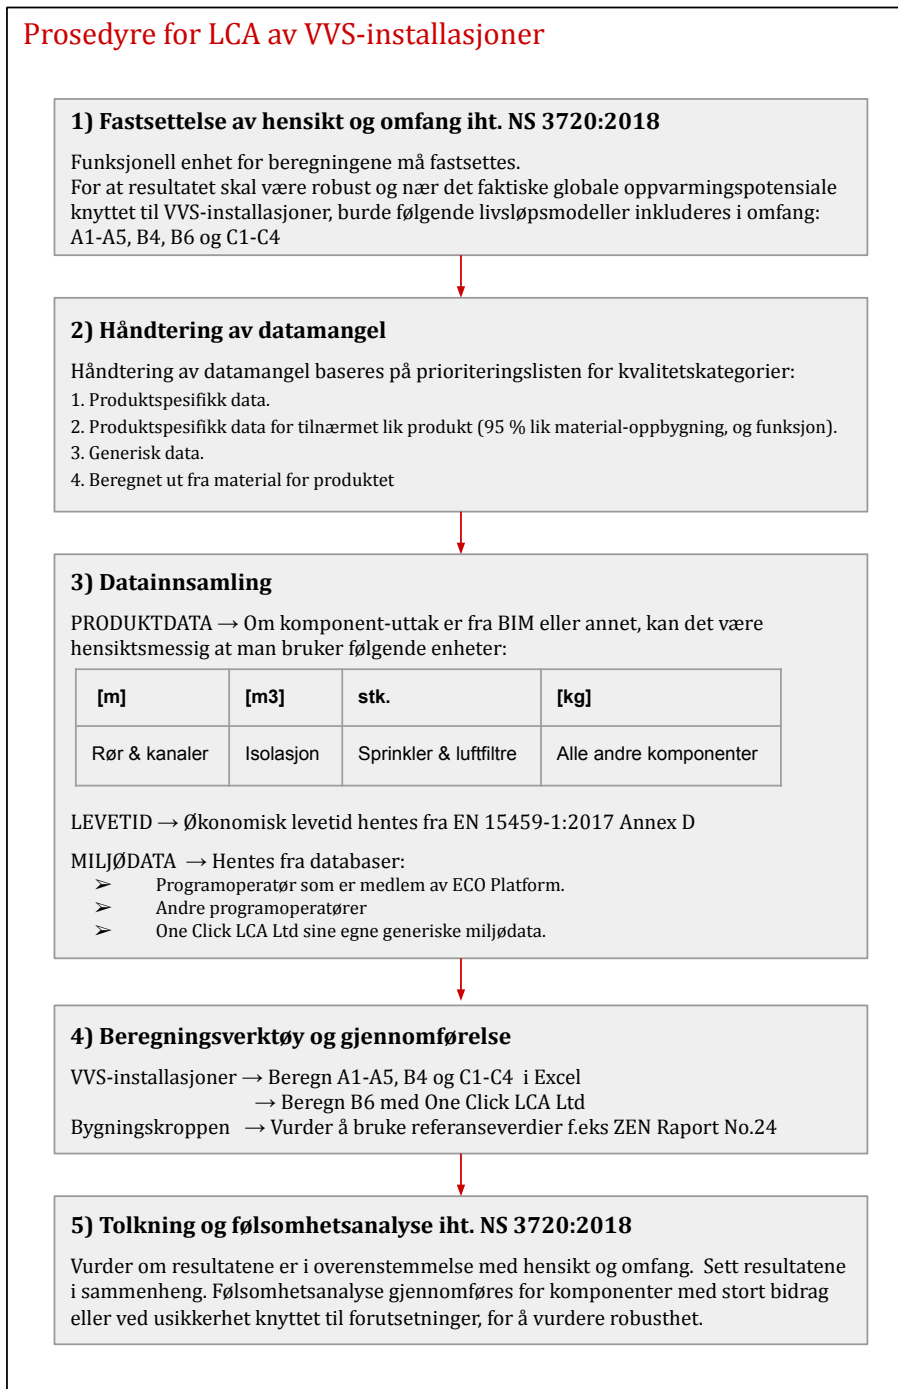 Prosedyre for LCA av VVS-installasjoner
1) Fastsettelse av hensikt og omfang iht. NS 3720:2018
Funksjonell enhet for beregningene må fastsettes.
For at resultatet skal være robust og nær det faktiske globale oppvarmingspotensiale
knyttet til VVS-installasjoner, burde følgende livsløpsmodeller inkluderes i omfang:
A1-A5, B4, B6 og C1-C4
2) Håndtering av datamangel
Håndtering av datamangel baseres på prioriteringslisten for kvalitetskategorier:
1. Produktspesifikk data.
2. Produktspesifikk data for tilnærmet lik produkt (95 % lik material-oppbygning, og funksjon).
3. Generisk data.
4. Beregnet ut fra material for produktet
3) Datainnsamling
PRODUKTDATA → Om komponent-uttak er fra BIM eller annet, kan det være
hensiktsmessig at man bruker følgende enheter:
[m] [m3] stk. [kg]
Rør & kanaler Isolasjon Sprinkler & luftfiltre Alle andre komponenter
LEVETID → Økonomisk levetid hentes fra EN 15459-1:2017 Annex D
MILJØDATA → Hentes fra databaser:
➢ Programoperatør som er medlem av ECO Platform.
➢ Andre programoperatører
➢ One Click LCA Ltd sine egne generiske miljødata.
4) Beregningsverktøy og gjennomførelse
VVS-installasjoner → Beregn A1-A5, B4 og C1-C4 i Excel
→ Beregn B6 med One Click LCA Ltd
Bygningskroppen → Vurder å bruke referanseverdier f.eks ZEN Raport No.24
5) Tolkning og følsomhetsanalyse iht. NS 3720:2018
Vurder om resultatene er i overenstemmelse med hensikt og omfang. Sett resultatene
i sammenheng. Følsomhetsanalyse gjennomføres for komponenter med stort bidrag
eller ved usikkerhet knyttet til forutsetninger, for å vurdere robusthet.